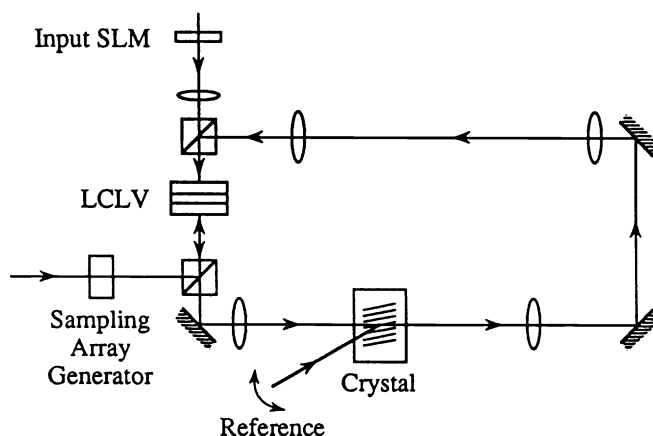 Input SLM
LCLV
Sampling
Array
Generator
Crystal
Reference